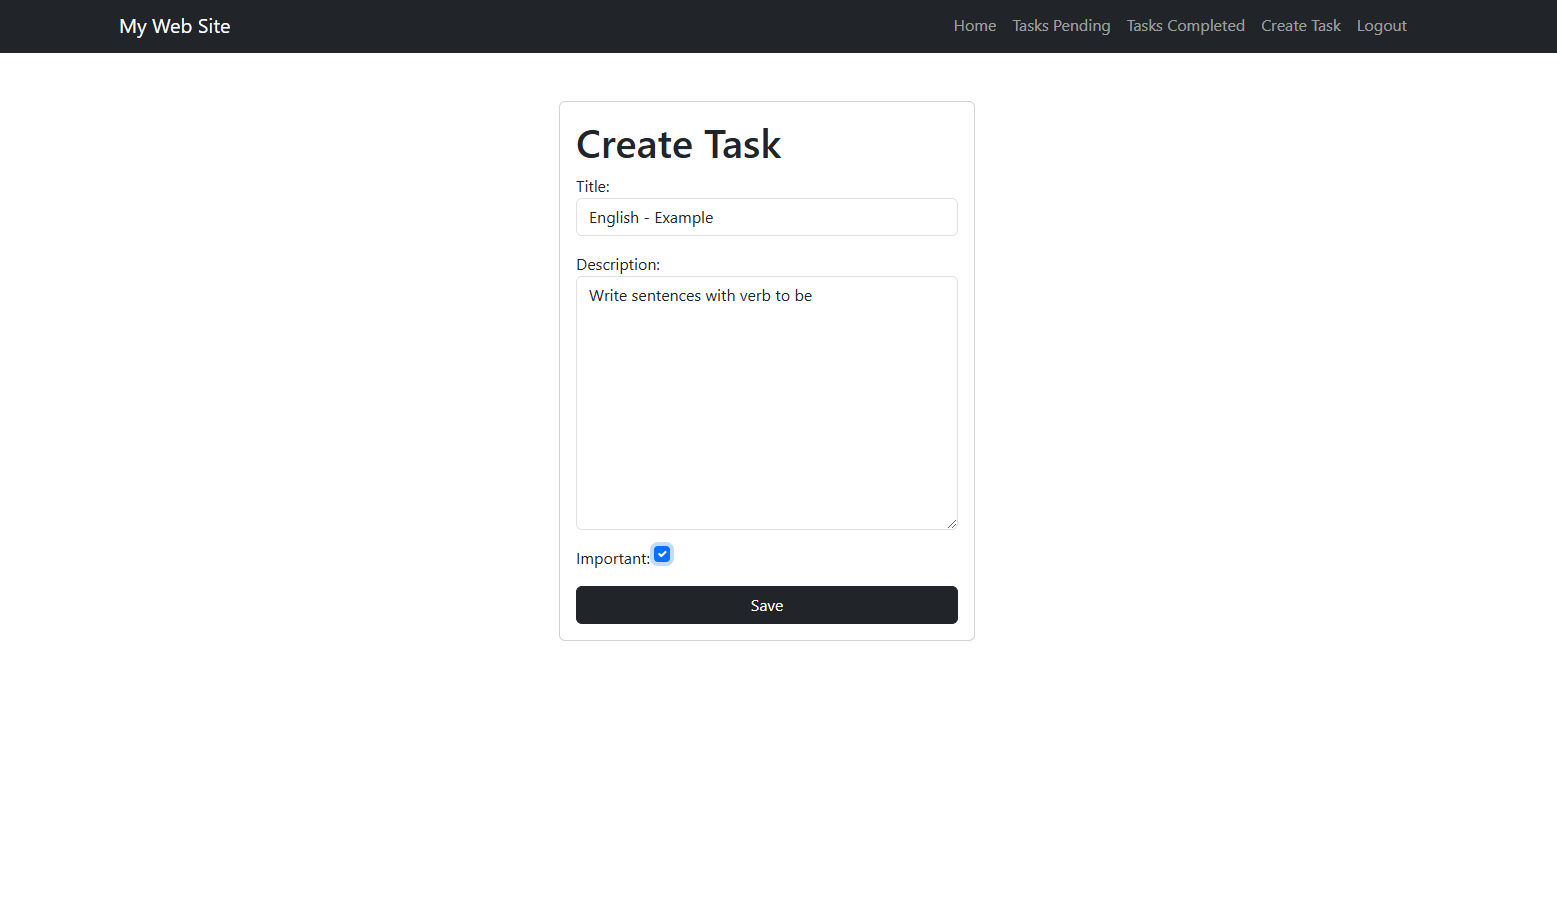 My Web Site
Home Tasks Pending Tasks Completed Create Task Logout
Create Task
Title:
English - Example
Description:
Write sentences with verb to be
Important:
Save